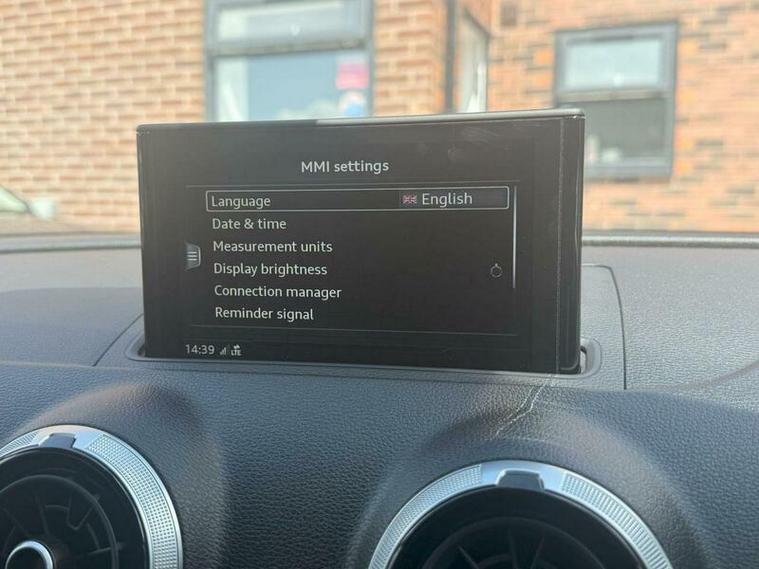 MMI settings
Language English
Date & time
Measurement units
Display brightness
Connection manager
Reminder signal
14:39 LTE